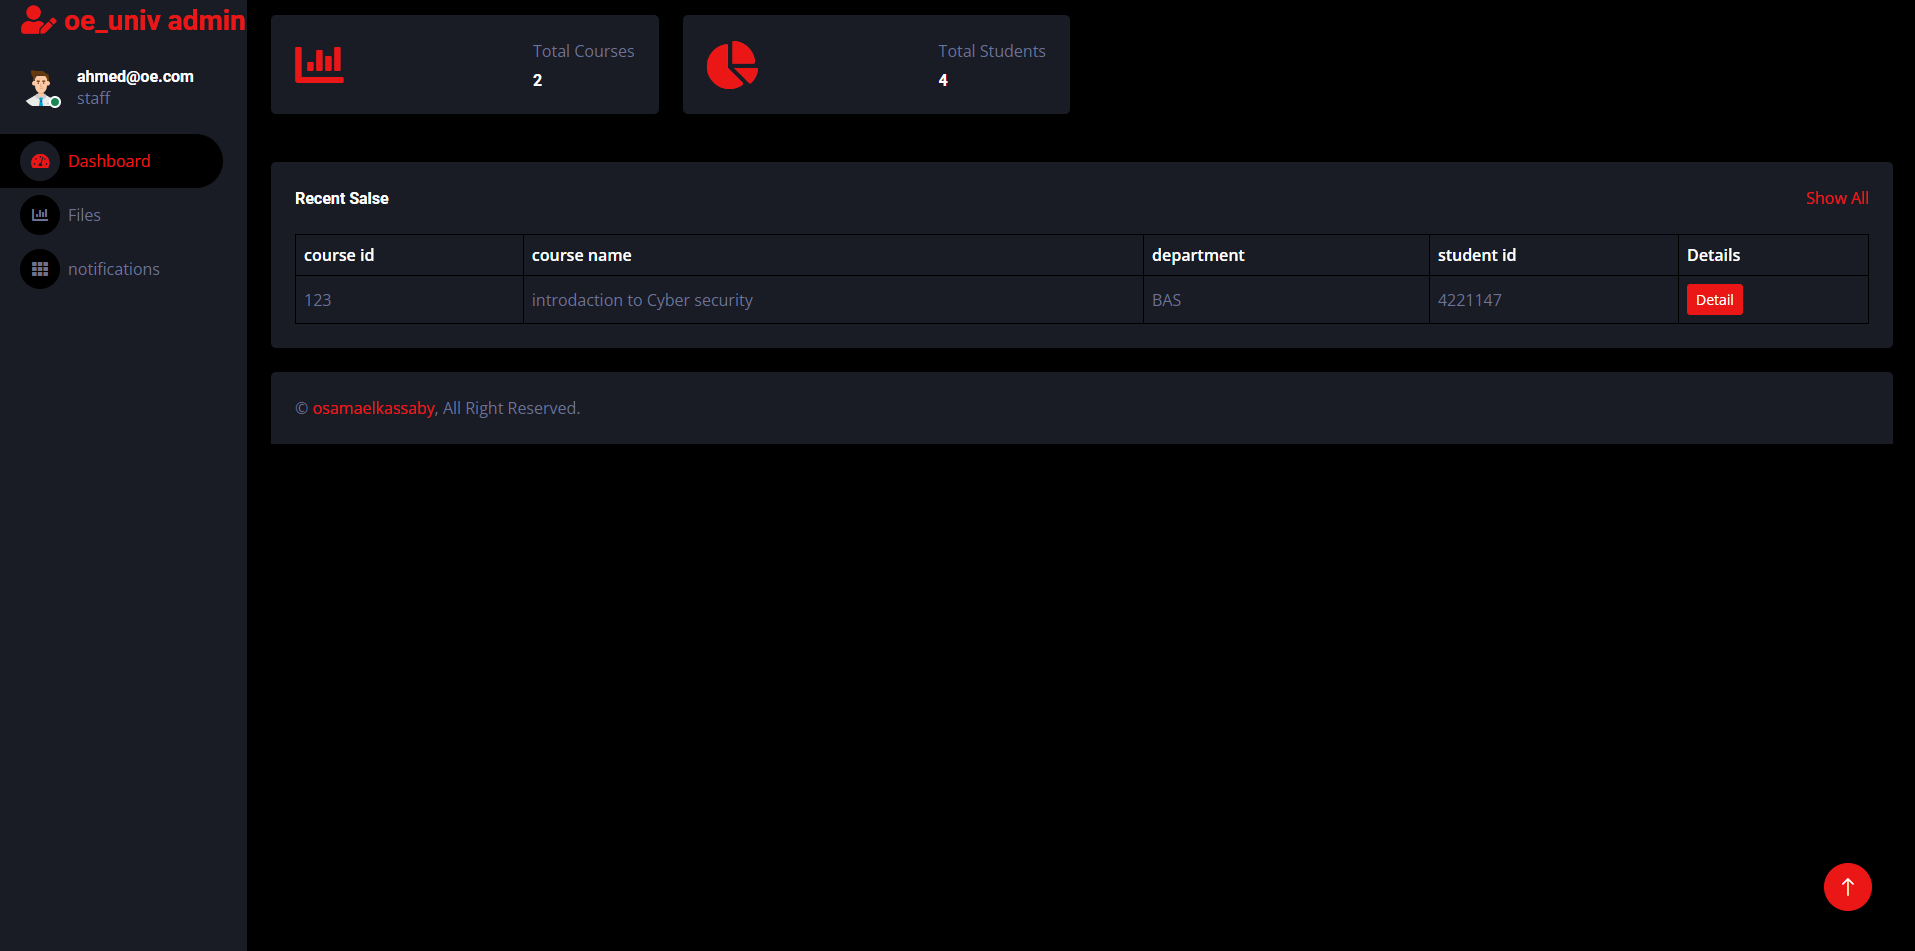 oe_univ admin
ahmed@oe.com
staff
Dashboard
Files
notifications
Total Courses
2
Total Students
4
Recent Salse
Show All
course id course name department student id Details
123 introdaction to Cyber security BAS 4221147 Detail
© osamaelkassaby, All Right Reserved.